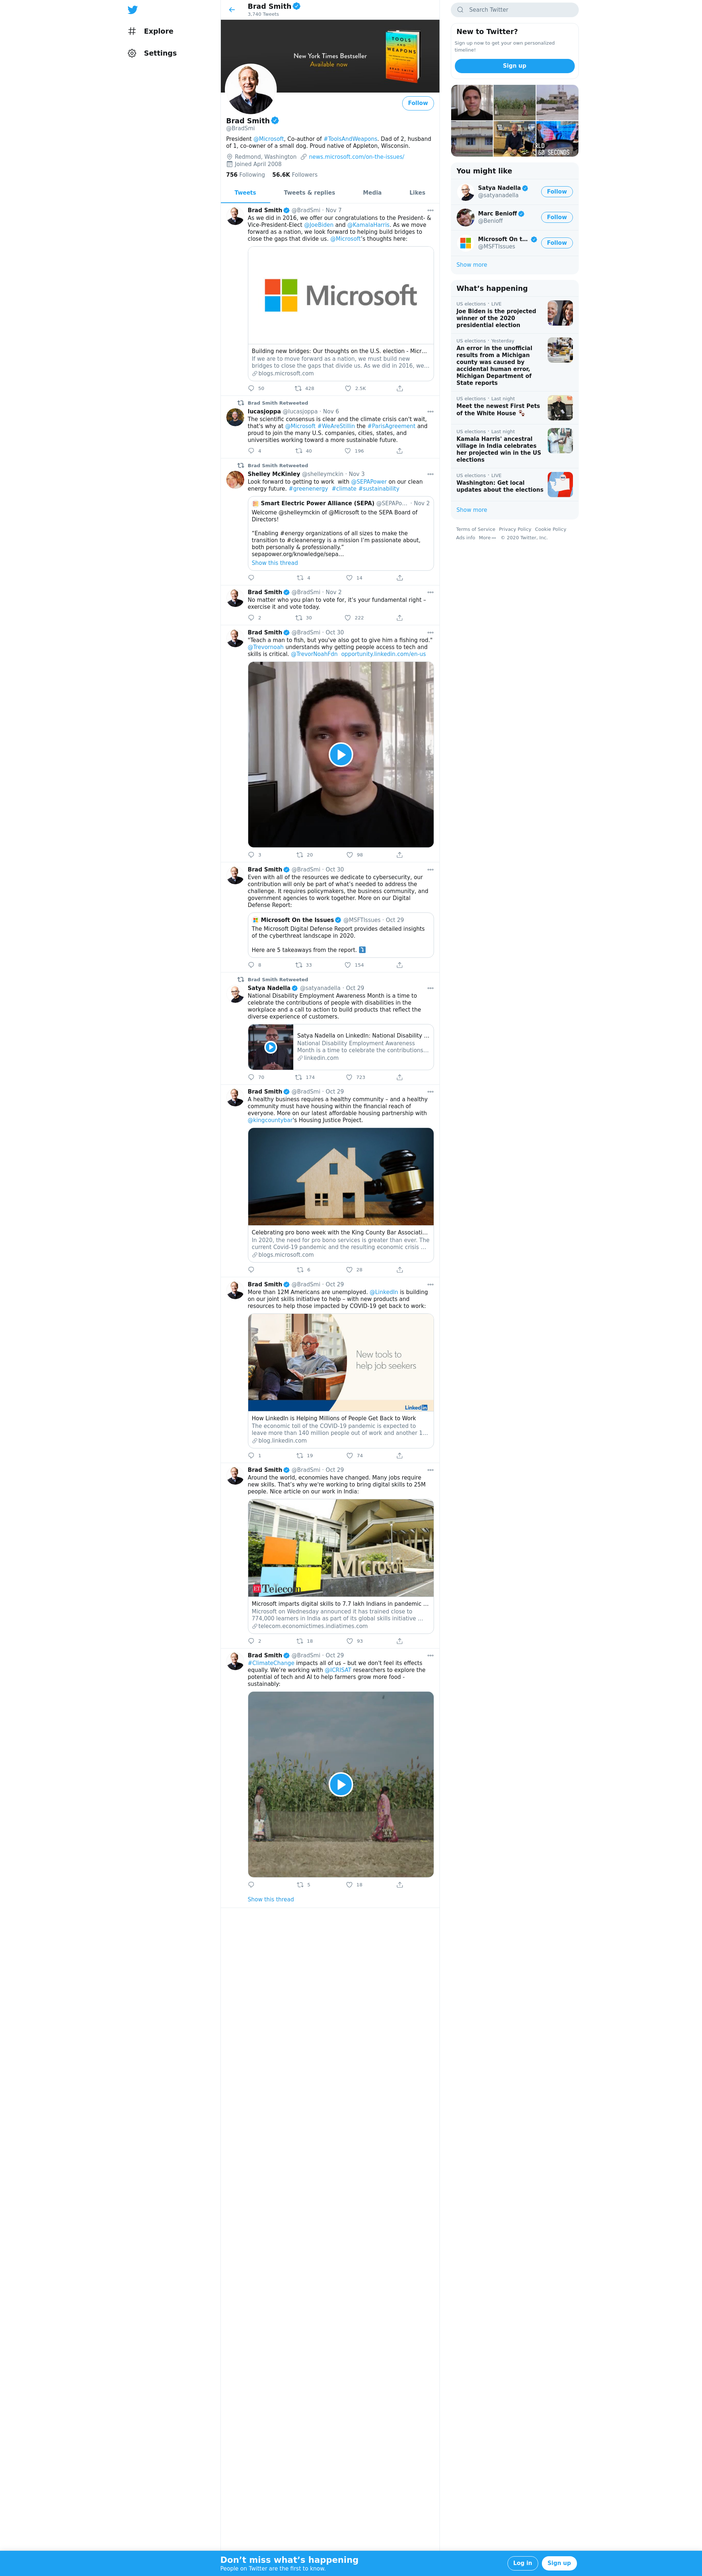 Explore
Settings
Brad Smith
3,740 Tweets
New York Times Bestseller
Available now
TOOLS
AND
WEAPONS
Follow
Brad Smith
@BradSmi
President @Microsoft, Co-author of #ToolsAndWeapons, Dad of 2, husband
of 1, co-owner of a small dog. Proud native of Appleton, Wisconsin.
Redmond, Washington news.microsoft.com/on-the-issues/
Joined April 2008
756 Following 56.6K Followers
Tweets Tweets & replies Media Likes
Brad Smith @BradSmi · Nov 7
As we did in 2016, we offer our congratulations to the President- &
Vice-President-Elect @JoeBiden and @KamalaHarris. As we move
forward as a nation, we look forward to helping build bridges to
close the gaps that divide us. @Microsoft's thoughts here:
Microsoft
Building new bridges: Our thoughts on the U.S. election - Micr...
If we are to move forward as a nation, we must build new
bridges to close the gaps that divide us. As we did in 2016, we...
blogs.microsoft.com
50 428 2.5K
Brad Smith Retweeted
lucasjoppa @lucasjoppa · Nov 6
The scientific consensus is clear and the climate crisis can't wait,
that's why at @Microsoft #WeAreStillIn the #ParisAgreement and
proud to join the many U.S. companies, cities, states, and
universities working toward a more sustainable future.
4 40 196
Brad Smith Retweeted
Shelley McKinley @shelleymckin · Nov 3
Look forward to getting to work with @SEPAPower on our clean
energy future. #greenenergy #climate #sustainability
Smart Electric Power Alliance (SEPA) @SEPAPo... · Nov 2
Welcome @shelleymckin of @Microsoft to the SEPA Board of
Directors!
"Enabling #energy organizations of all sizes to make the
transition to #cleanenergy is a mission I'm passionate about,
both personally & professionally."
sepapower.org/knowledge/sepa...
Show this thread
4 14
Brad Smith @BradSmi · Nov 2
No matter who you plan to vote for, it's your fundamental right –
exercise it and vote today.
2 30 222
Brad Smith @BradSmi · Oct 30
"Teach a man to fish, but you've also got to give him a fishing rod."
@Trevornoah understands why getting people access to tech and
skills is critical. @TrevorNoahFdn opportunity.linkedin.com/en-us
3 20 98
Brad Smith @BradSmi · Oct 30
Even with all of the resources we dedicate to cybersecurity, our
contribution will only be part of what's needed to address the
challenge. It requires policymakers, the business community, and
government agencies to work together. More on our Digital
Defense Report:
Microsoft On the Issues @MSFTIssues · Oct 29
The Microsoft Digital Defense Report provides detailed insights
of the cyberthreat landscape in 2020.
Here are 5 takeaways from the report.
8 33 154
Brad Smith Retweeted
Satya Nadella @satyanadella · Oct 29
National Disability Employment Awareness Month is a time to
celebrate the contributions of people with disabilities in the
workplace and a call to action to build products that reflect the
diverse experience of customers.
Satya Nadella on LinkedIn: National Disability ...
National Disability Employment Awareness
Month is a time to celebrate the contributions...
linkedin.com
70 174 723
Brad Smith @BradSmi · Oct 29
A healthy business requires a healthy community – and a healthy
community must have housing within the financial reach of
everyone. More on our latest affordable housing partnership with
@kingcountybar's Housing Justice Project.
Celebrating pro bono week with the King County Bar Associati...
In 2020, the need for pro bono services is greater than ever. The
current Covid-19 pandemic and the resulting economic crisis ...
blogs.microsoft.com
6 28
Brad Smith @BradSmi · Oct 29
More than 12M Americans are unemployed. @LinkedIn is building
on our joint skills initiative to help – with new products and
resources to help those impacted by COVID-19 get back to work:
New tools to
help job seekers
LinkedIn
How LinkedIn is Helping Millions of People Get Back to Work
The economic toll of the COVID-19 pandemic is expected to
leave more than 140 million people out of work and another 1...
blog.linkedin.com
1 19 74
Brad Smith @BradSmi · Oct 29
Around the world, economies have changed. Many jobs require
new skills. That's why we're working to bring digital skills to 25M
people. Nice article on our work in India:
Microsoft
ET Telecom
Microsoft imparts digital skills to 7.7 lakh Indians in pandemic ...
Microsoft on Wednesday announced it has trained close to
774,000 learners in India as part of its global skills initiative ...
telecom.economictimes.indiatimes.com
2 18 93
Brad Smith @BradSmi · Oct 29
#ClimateChange impacts all of us – but we don't feel its effects
equally. We're working with @ICRISAT researchers to explore the
potential of tech and AI to help farmers grow more food –
sustainably:
5 18
Show this thread
Search Twitter
New to Twitter?
Sign up now to get your own personalized
timeline!
Sign up
60 SECONDS
You might like
Satya Nadella
@satyanadella
Follow
Marc Benioff
@Benioff
Follow
Microsoft On t...
@MSFTIssues
Follow
Show more
What's happening
US elections · LIVE
Joe Biden is the projected
winner of the 2020
presidential election
US elections · Yesterday
An error in the unofficial
results from a Michigan
county was caused by
accidental human error,
Michigan Department of
State reports
US elections · Last night
Meet the newest First Pets
of the White House
US elections · Last night
Kamala Harris' ancestral
village in India celebrates
her projected win in the US
elections
US elections · LIVE
Washington: Get local
updates about the elections
Show more
Terms of Service Privacy Policy Cookie Policy
Ads info More © 2020 Twitter, Inc.
Don't miss what's happening
People on Twitter are the first to know.
Log in Sign up